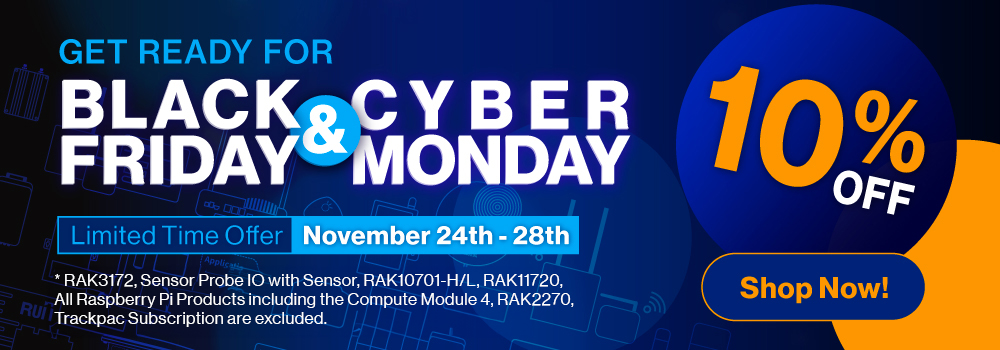 GET READY FOR
BLACK FRIDAY & CYBER MONDAY
10% OFF
Limited Time Offer November 24th - 28th
* RAK3172, Sensor Probe IO with Sensor, RAK10701-H/L, RAK11720,
All Raspberry Pi Products including the Compute Module 4, RAK2270,
Trackpac Subscription are excluded.
Shop Now!
RUI